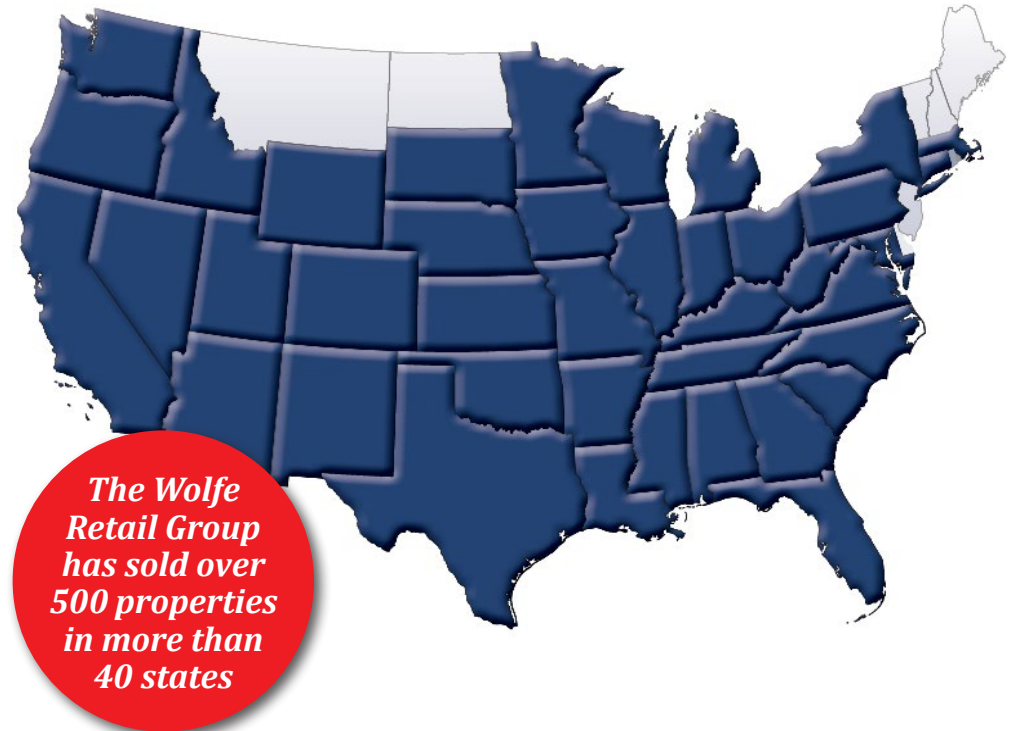 The Wolfe
Retail Group
has sold over
500 properties
in more than
40 states